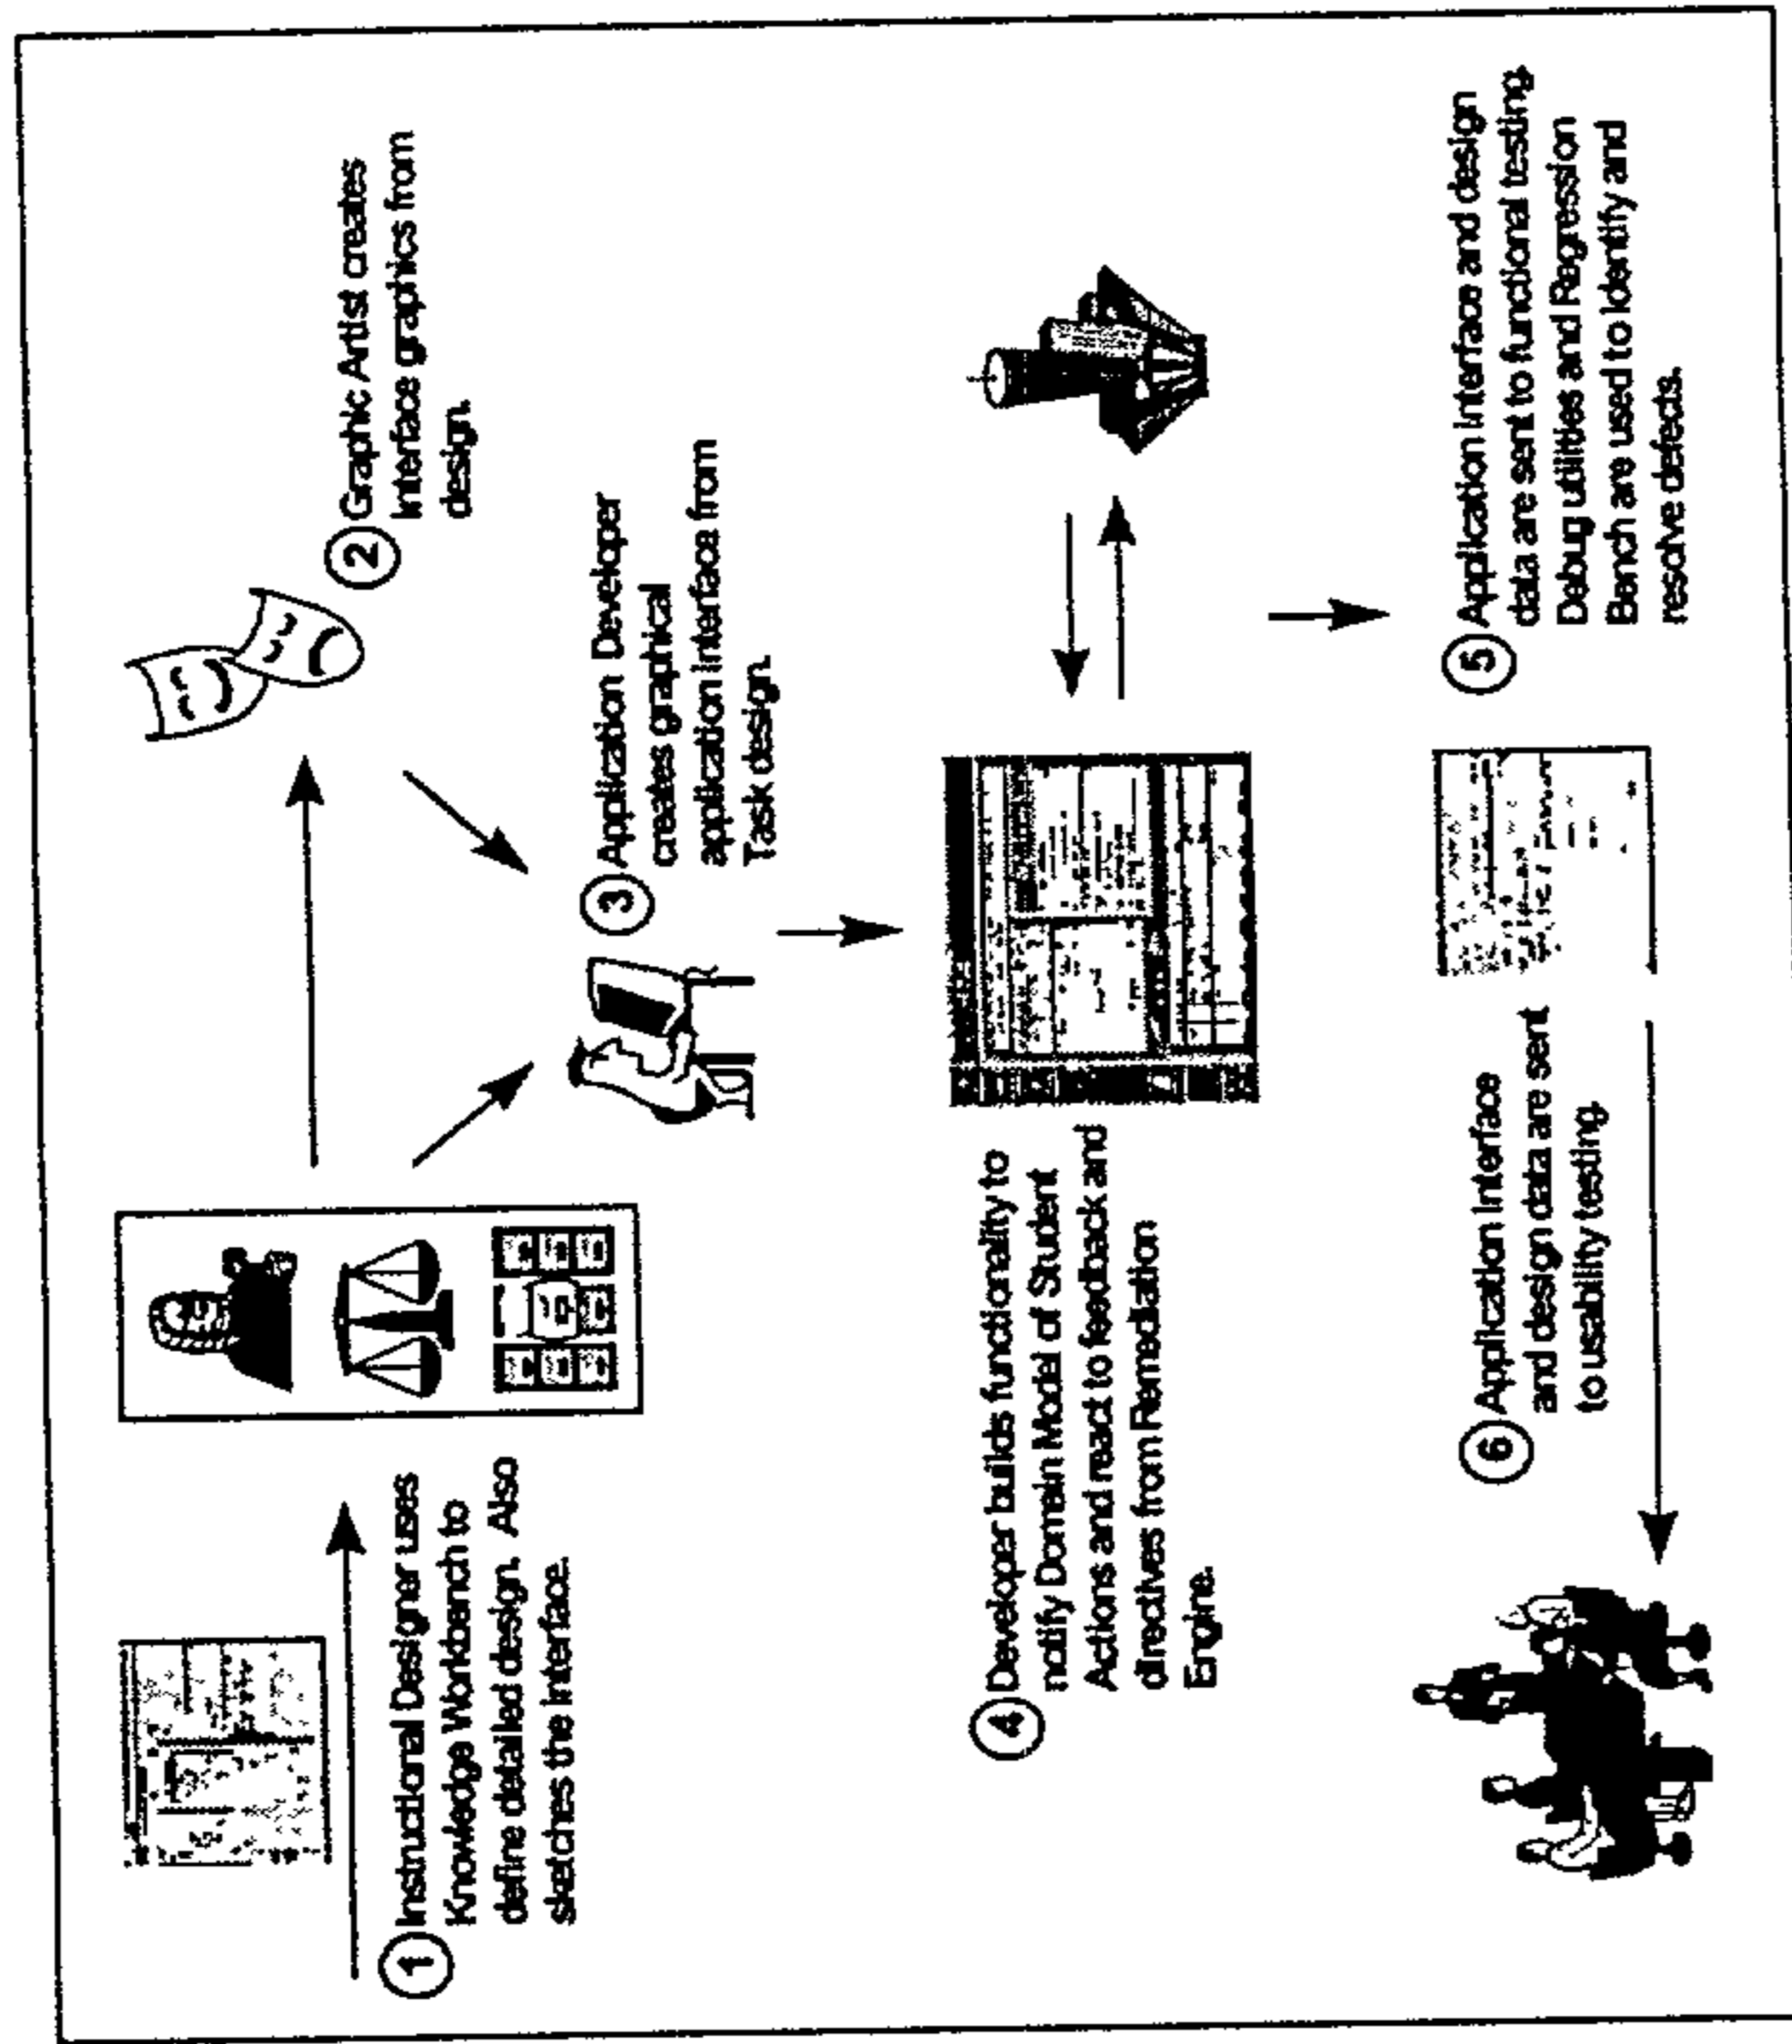 1 Instructional Designer uses
Knowledge Workbench to
define detailed design. Also
sketches the interface.
2 Graphic Artist creates
interface graphics from
design.
3 Application Developer
creates graphical
application interface from
Task design.
4 Developer builds functionality to
notify Domain Model of Student
Actions and react to feedback and
directives from Remediation
Engine.
5 Application Interface and design
data are sent to functional testing.
Debug utilities and Regression
Bench are used to identify and
resolve defects.
6 Application Interface
and design data are sent
to usability testing.